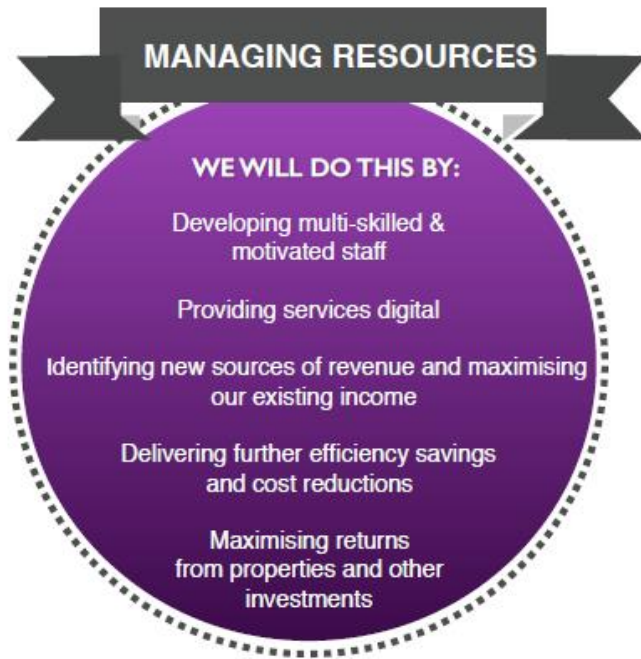 MANAGING RESOURCES
WE WILL DO THIS BY:
Developing multi-skilled &
motivated staff
Providing services digital
Identifying new sources of revenue and maximising
our existing income
Delivering further efficiency savings
and cost reductions
Maximising returns
from properties and other
investments